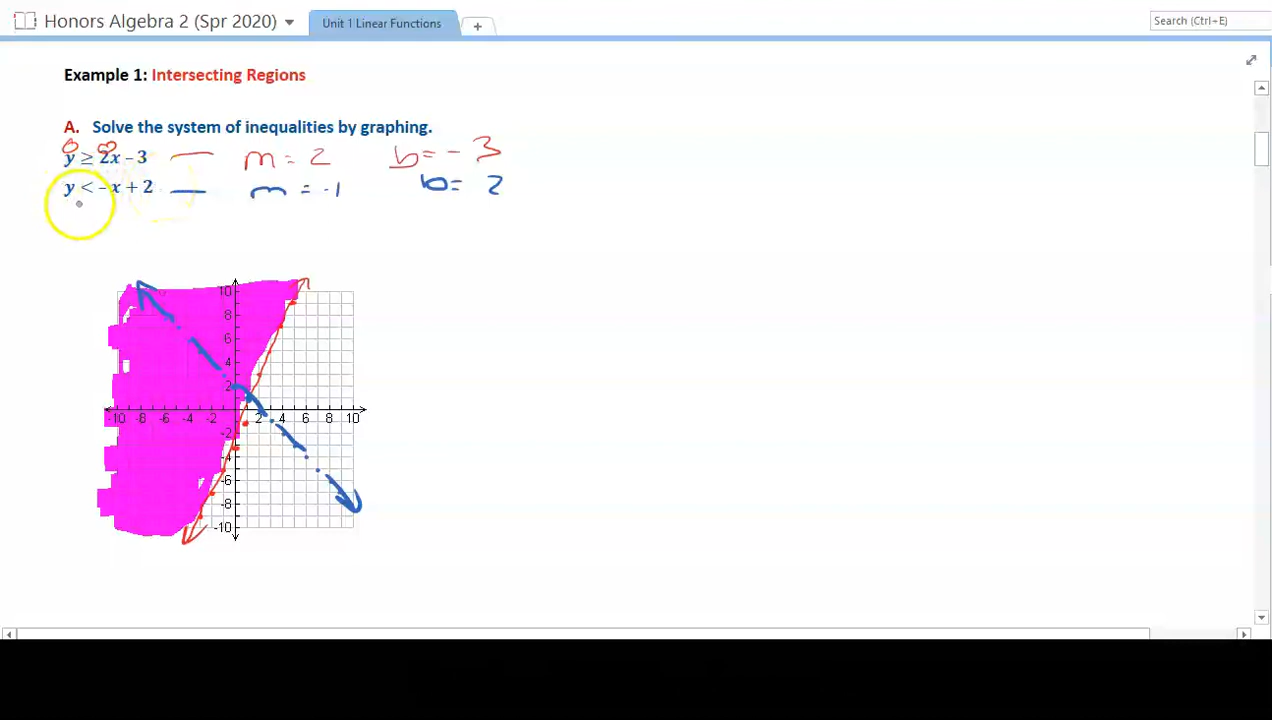 Honors Algebra 2 (Spr 2020) Unit 1 Linear Functions + Search (Ctrl+E)
Example 1: Intersecting Regions
A. Solve the system of inequalities by graphing.
0 0
y ≥ 2x – 3 m = 2 b = - 3
y < – x + 2 m = -1 b = 2
10
8
6
4
2
-10 -8 -6 -4 -2 2 4 6 8 10
-2
-4
-6
-8
-10